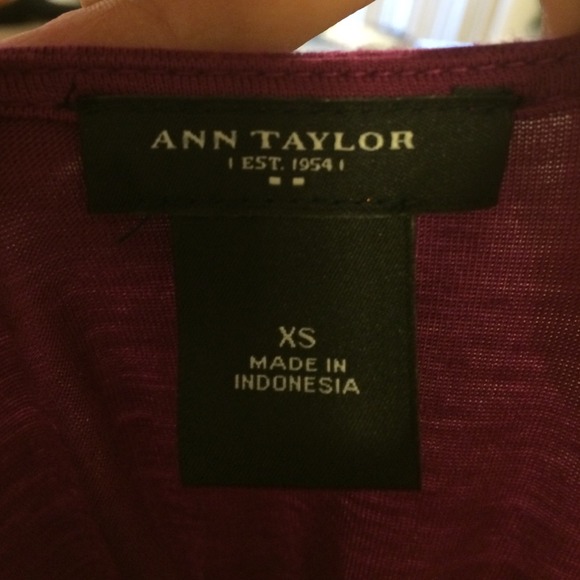 ANN TAYLOR
EST. 1954
XS
MADE IN
INDONESIA